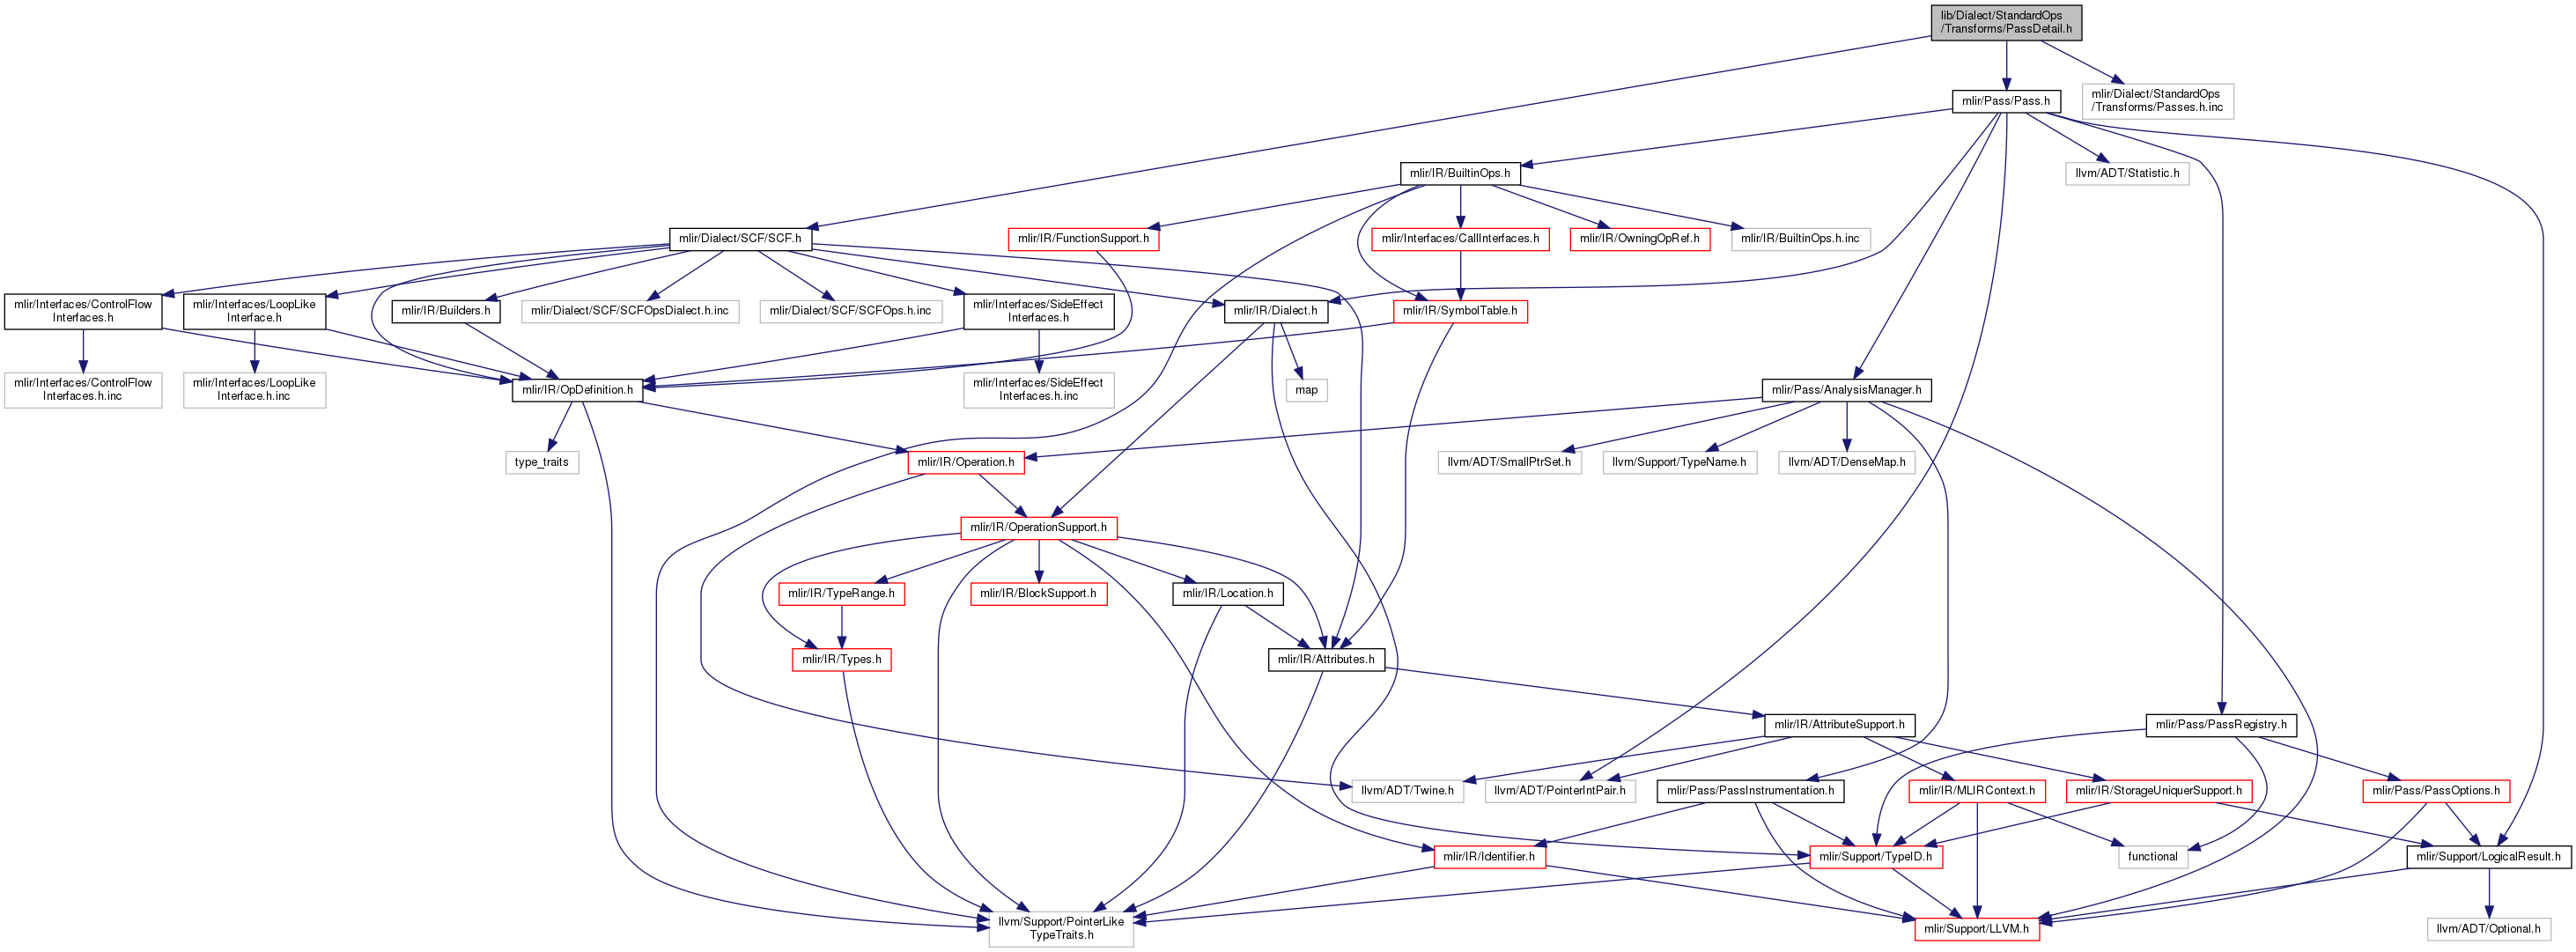 lib/Dialect/StandardOps
/Transforms/PassDetail.h
mlir/Pass/Pass.h
mlir/Dialect/StandardOps
/Transforms/Passes.h.inc
mlir/IR/BuiltinOps.h
llvm/ADT/Statistic.h
mlir/Dialect/SCF/SCF.h
mlir/IR/FunctionSupport.h
mlir/Interfaces/CallInterfaces.h
mlir/IR/OwningOpRef.h
mlir/IR/BuiltinOps.h.inc
mlir/Interfaces/ControlFlow
Interfaces.h
mlir/Interfaces/LoopLike
Interface.h
mlir/IR/Builders.h
mlir/Dialect/SCF/SCFOpsDialect.h.inc
mlir/Dialect/SCF/SCFOps.h.inc
mlir/Interfaces/SideEffect
Interfaces.h
mlir/IR/Dialect.h
mlir/IR/SymbolTable.h
mlir/Interfaces/ControlFlow
Interfaces.h.inc
mlir/Interfaces/LoopLike
Interface.h.inc
mlir/IR/OpDefinition.h
mlir/Interfaces/SideEffect
Interfaces.h.inc
map
mlir/Pass/AnalysisManager.h
type_traits
mlir/IR/Operation.h
llvm/ADT/SmallPtrSet.h
llvm/Support/TypeName.h
llvm/ADT/DenseMap.h
mlir/IR/OperationSupport.h
mlir/IR/TypeRange.h
mlir/IR/BlockSupport.h
mlir/IR/Location.h
mlir/IR/Types.h
mlir/IR/Attributes.h
mlir/IR/AttributeSupport.h
mlir/Pass/PassRegistry.h
llvm/ADT/Twine.h
llvm/ADT/PointerIntPair.h
mlir/Pass/PassInstrumentation.h
mlir/IR/MLIRContext.h
mlir/IR/StorageUniquerSupport.h
mlir/Pass/PassOptions.h
mlir/IR/Identifier.h
mlir/Support/TypeID.h
functional
mlir/Support/LogicalResult.h
llvm/Support/PointerLike
TypeTraits.h
mlir/Support/LLVM.h
llvm/ADT/Optional.h